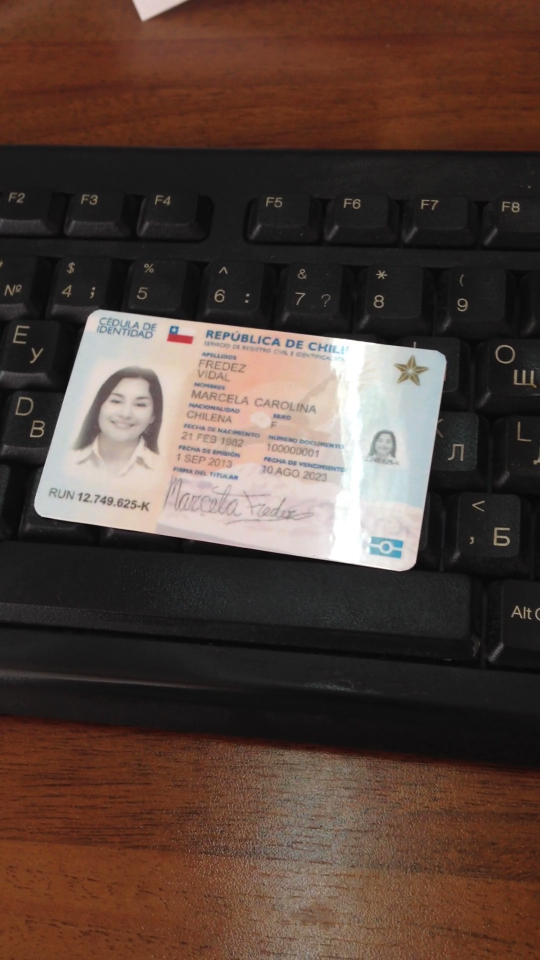 F2 F3 F4 F5 F6 F7 F8
№ $ 4 ; % 5 ^ 6 : & 7 ? * 8 ( 9
E у О Щ
D В Л L
< , Б
Alt
CÉDULA DE
IDENTIDAD
REPÚBLICA DE CHILE
SERVICIO DE REGISTRO CIVIL E IDENTIFICACIÓN
APELLIDOS
FREDEZ
VIDAL
NOMBRES
MARCELA CAROLINA
NACIONALIDAD SEXO
CHILENA F
FECHA DE NACIMIENTO NÚMERO DOCUMENTO
21 FEB 1982 100000001
FECHA DE EMISIÓN FECHA DE VENCIMIENTO
1 SEP 2013 10 AGO 2023
FIRMA DEL TITULAR
Marcela Fredez
RUN 12.749.625-K